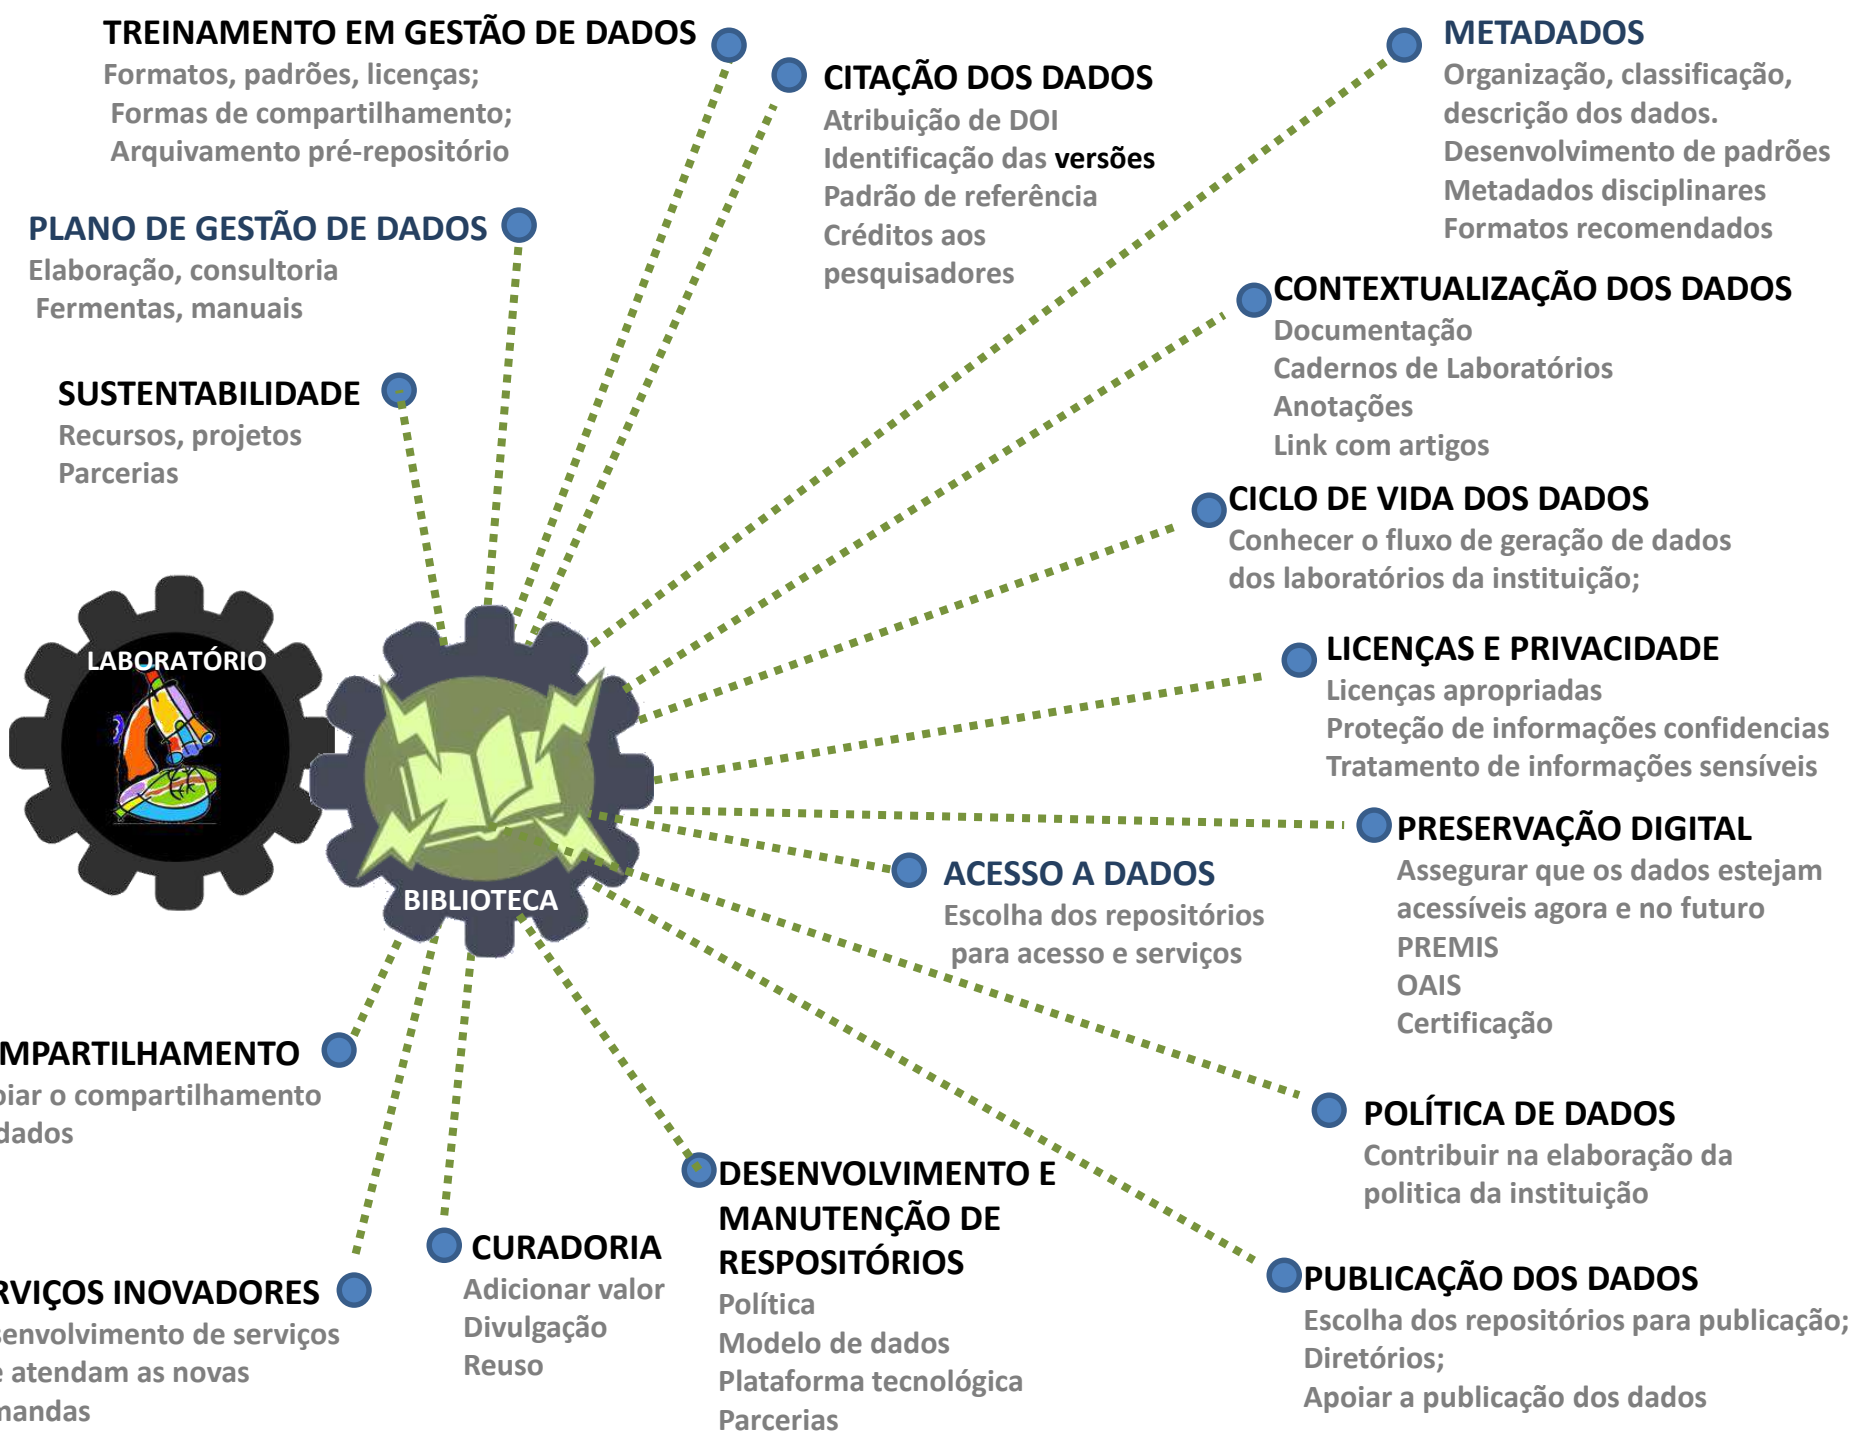 TREINAMENTO EM GESTÃO DE DADOS
Formatos, padrões, licenças;
Formas de compartilhamento;
Arquivamento pré-repositório
CITAÇÃO DOS DADOS
Atribuição de DOI
Identificação das versões
Padrão de referência
Créditos aos
pesquisadores
METADADOS
Organização, classificação,
descrição dos dados.
Desenvolvimento de padrões
Metadados disciplinares
Formatos recomendados
PLANO DE GESTÃO DE DADOS
Elaboração, consultoria
Fermentas, manuais
CONTEXTUALIZAÇÃO DOS DADOS
Documentação
Cadernos de Laboratórios
Anotações
Link com artigos
SUSTENTABILIDADE
Recursos, projetos
Parcerias
CICLO DE VIDA DOS DADOS
Conhecer o fluxo de geração de dados
dos laboratórios da instituição;
LABORATÓRIO
BIBLIOTECA
LICENÇAS E PRIVACIDADE
Licenças apropriadas
Proteção de informações confidencias
Tratamento de informações sensíveis
PRESERVAÇÃO DIGITAL
Assegurar que os dados estejam
acessíveis agora e no futuro
PREMIS
OAIS
Certificação
ACESSO A DADOS
Escolha dos repositórios
para acesso e serviços
MPARTILHAMENTO
oiar o compartilhamento
dados
POLÍTICA DE DADOS
Contribuir na elaboração da
politica da instituição
DESENVOLVIMENTO E
MANUTENÇÃO DE
RESPOSITÓRIOS
Política
Modelo de dados
Plataforma tecnológica
Parcerias
CURADORIA
Adicionar valor
Divulgação
Reuso
RVIÇOS INOVADORES
senvolvimento de serviços
e atendam as novas
mandas
PUBLICAÇÃO DOS DADOS
Escolha dos repositórios para publicação;
Diretórios;
Apoiar a publicação dos dados